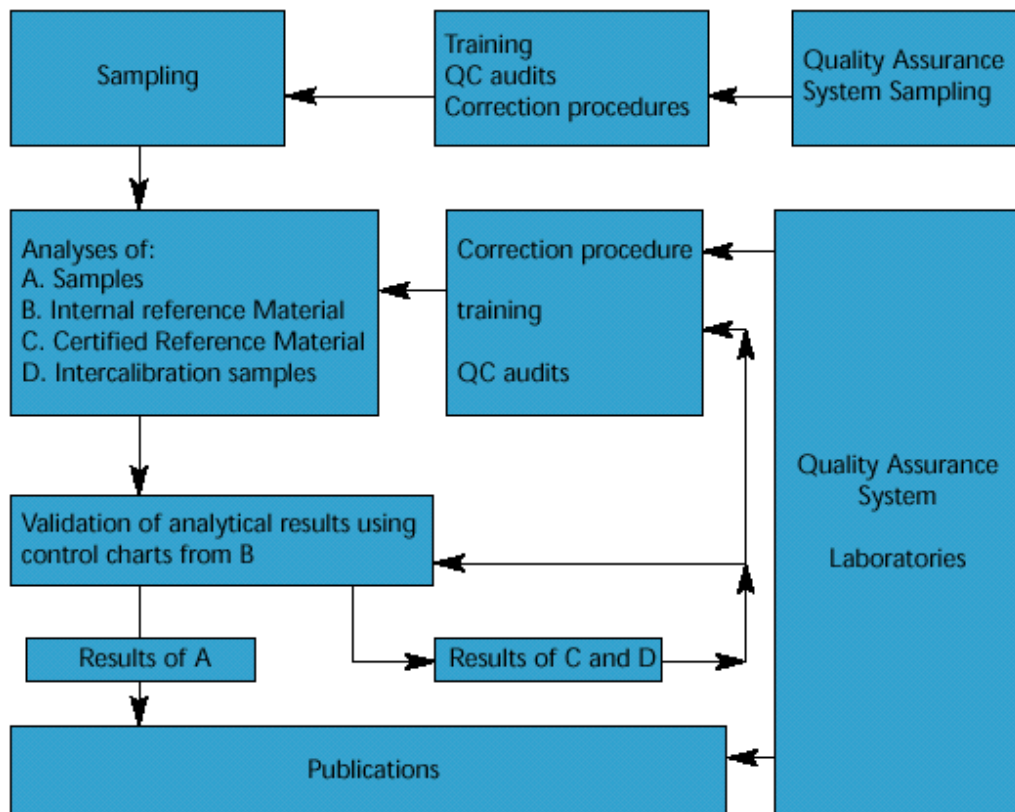 Sampling
Training
QC audits
Correction procedures
Quality Assurance
System Sampling
Analyses of:
A. Samples
B. Internal reference Material
C. Certified Reference Material
D. Intercalibration samples
Correction procedure
training
QC audits
Quality Assurance
System
Laboratories
Validation of analytical results using
control charts from B
Results of A
Results of C and D
Publications